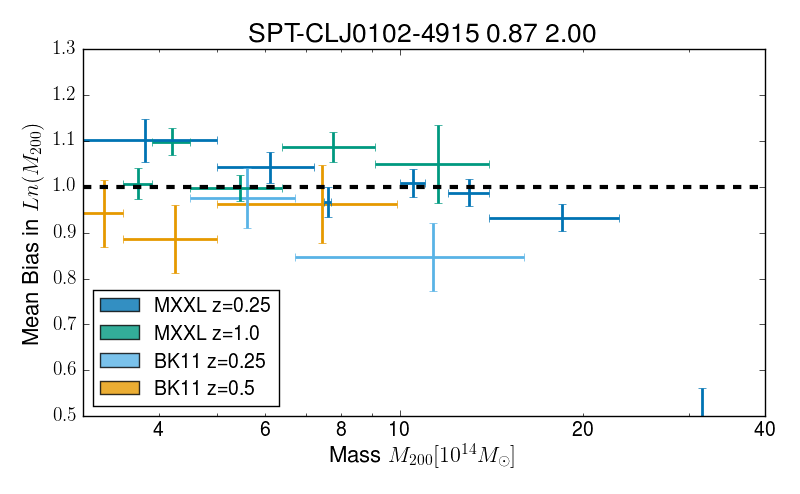 SPT-CLJ0102-4915 0.87 2.00
1.3
1.2
1.1
1.0
0.9
0.8
0.7
0.6
0.5
Mean Bias in Ln(M₂₀₀)
MXXL z=0.25
MXXL z=1.0
BK11 z=0.25
BK11 z=0.5
4 6 8 10 20 40
Mass M₂₀₀[10¹⁴M☉]